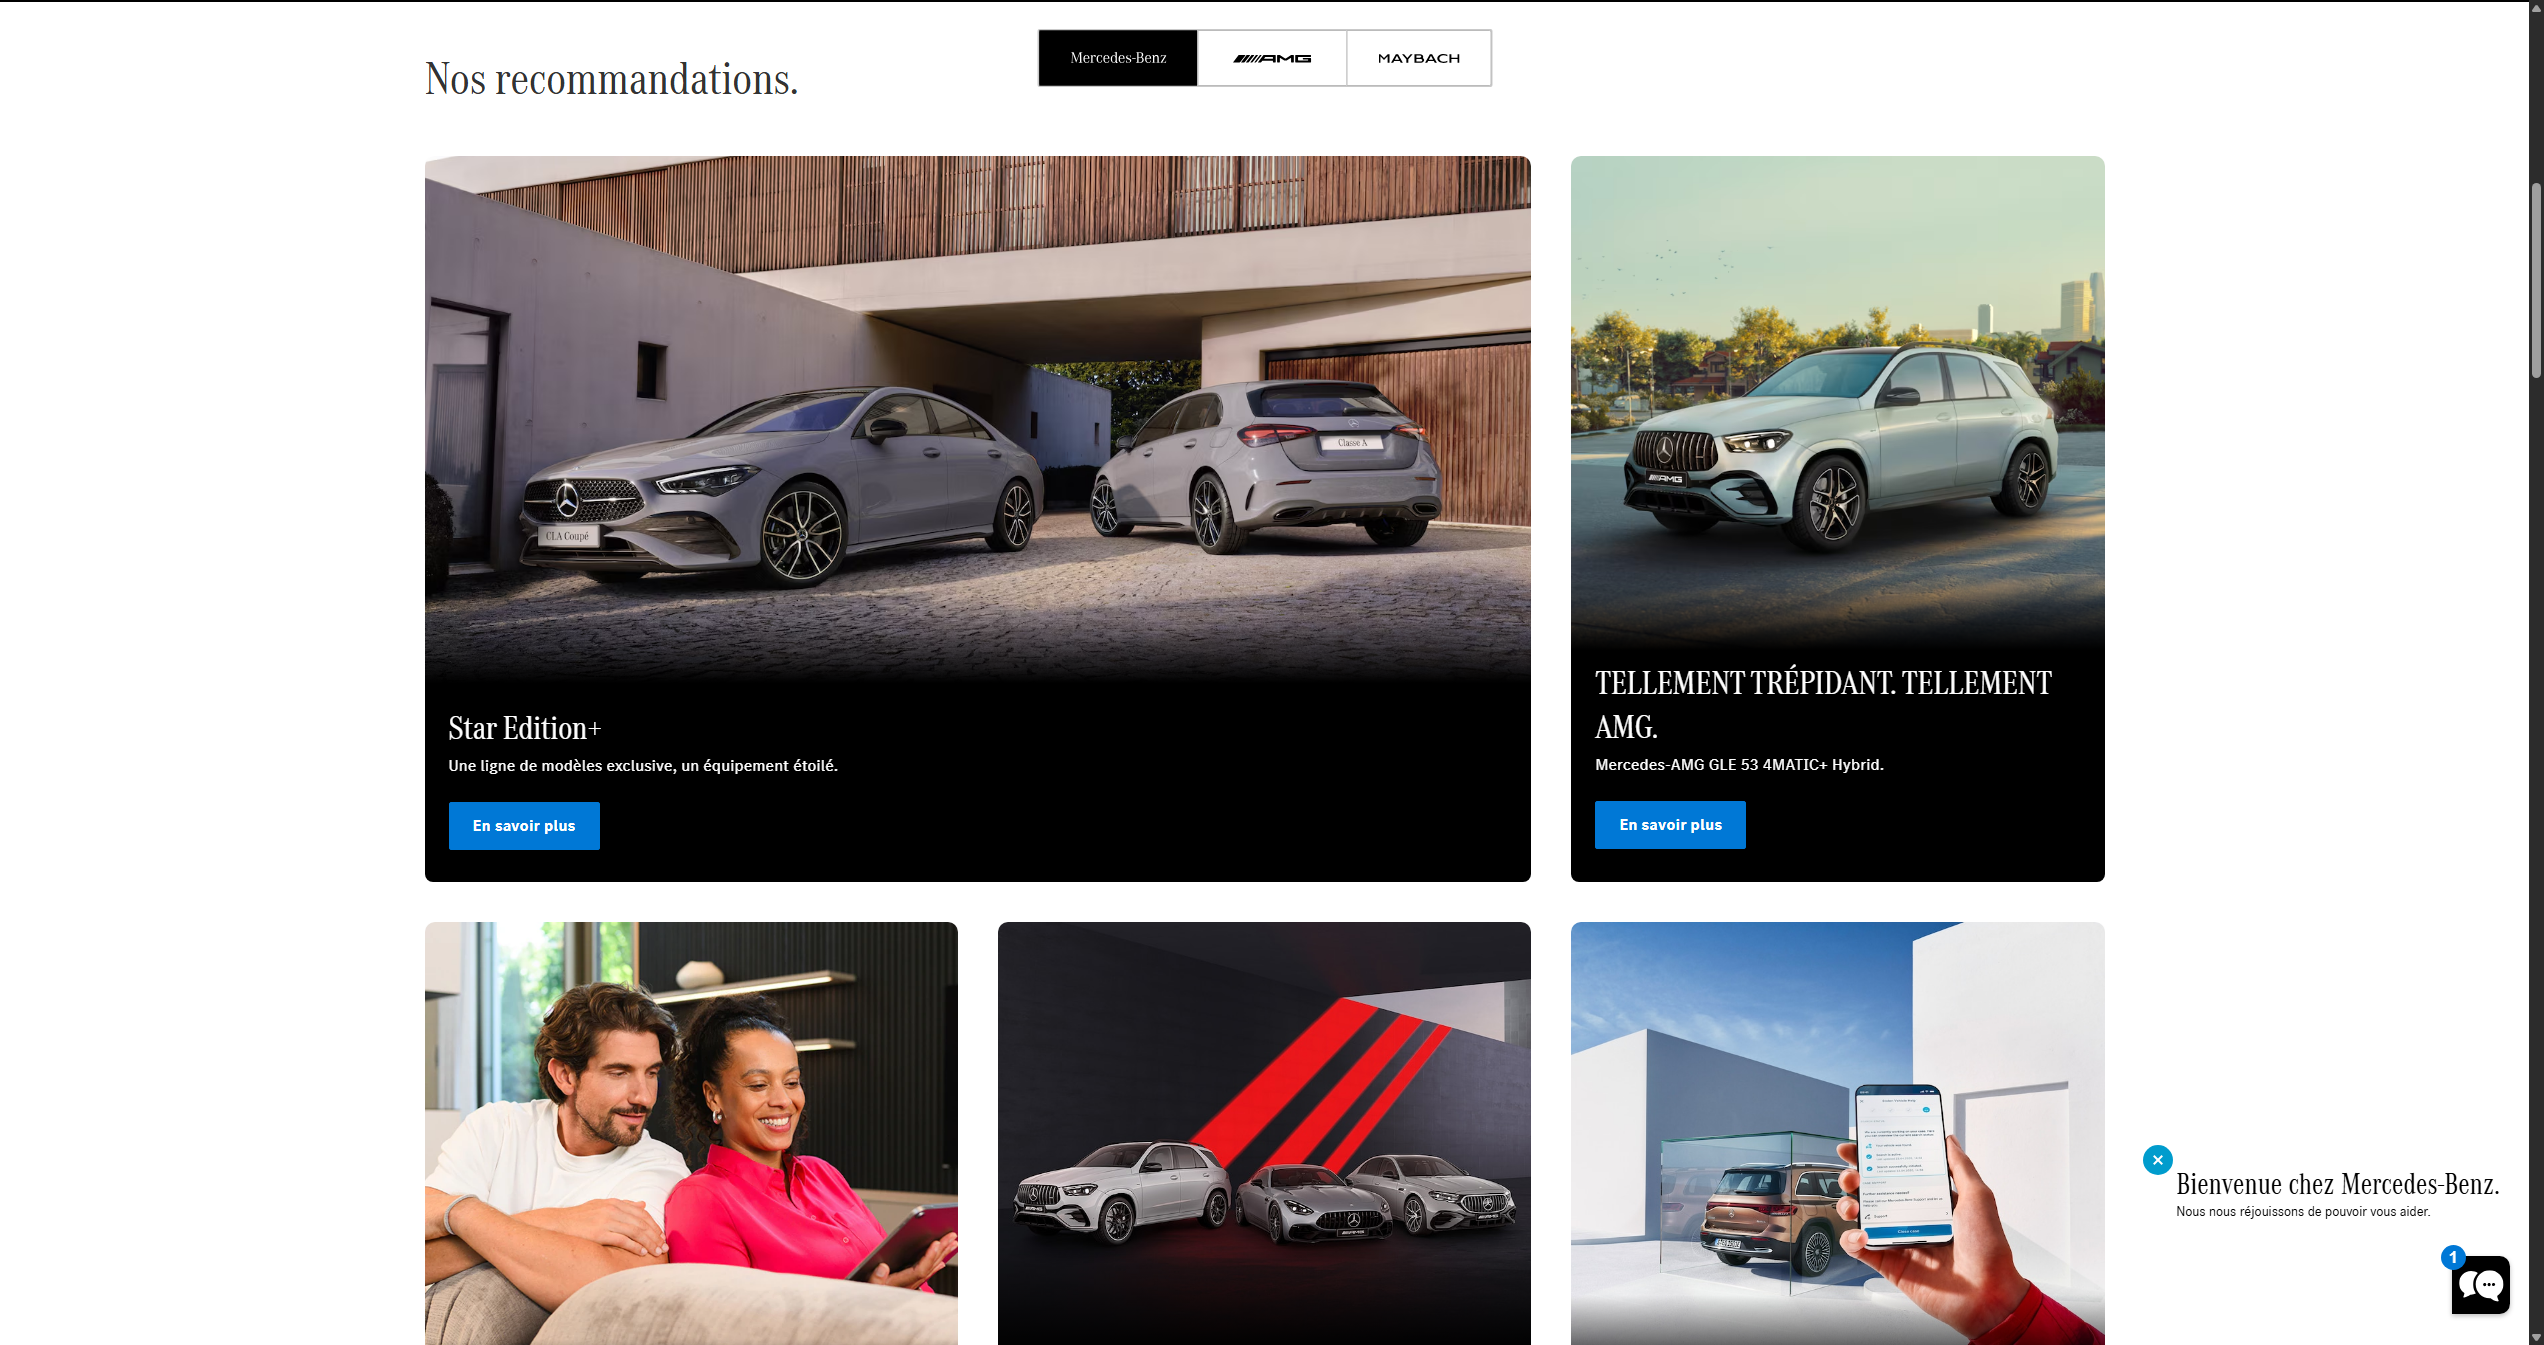 Mercedes-Benz
AMG
MAYBACH
Nos recommandations.
CLA Coupé
Classe A
AMG
Star Edition+
Une ligne de modèles exclusive, un équipement étoilé.
En savoir plus
TELLEMENT TRÉPIDANT. TELLEMENT
AMG.
Mercedes-AMG GLE 53 4MATIC+ Hybrid.
En savoir plus
Bienvenue chez Mercedes-Benz.
Nous nous réjouissons de pouvoir vous aider.
1